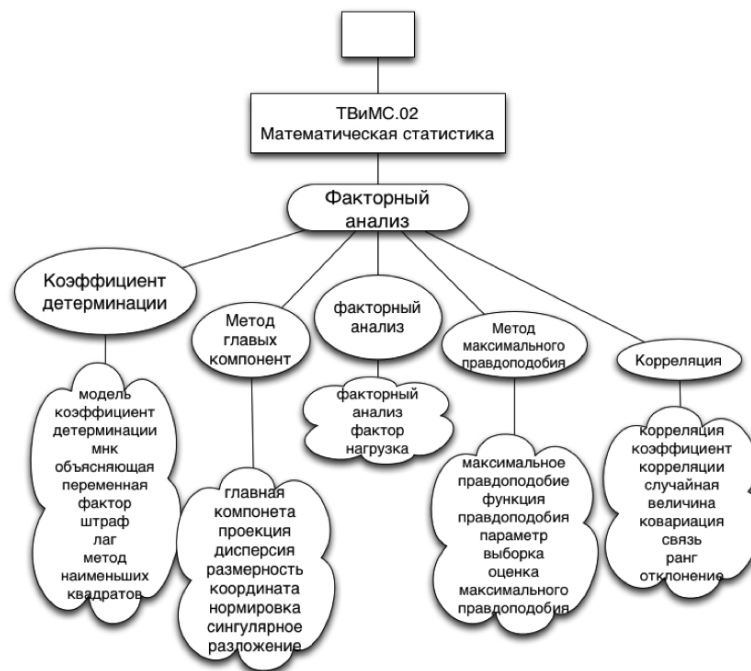 ТВиМС.02
Математическая статистика
Факторный
анализ
Коэффициент
детерминации
Метод
главых
компонент
факторный
анализ
Метод
максимального
правдоподобия
Корреляция
модель
коэффициент
детерминации
мнк
объясняющая
переменная
фактор
штраф
лаг
метод
наименьших
квадратов
главная
компонета
проекция
дисперсия
размерность
координата
нормировка
сингулярное
разложение
факторный
анализ
фактор
нагрузка
максимальное
правдоподобие
функция
правдоподобия
параметр
выборка
оценка
максимального
правдоподобия
корреляция
коэффициент
корреляции
случайная
величина
ковариация
связь
ранг
отклонение